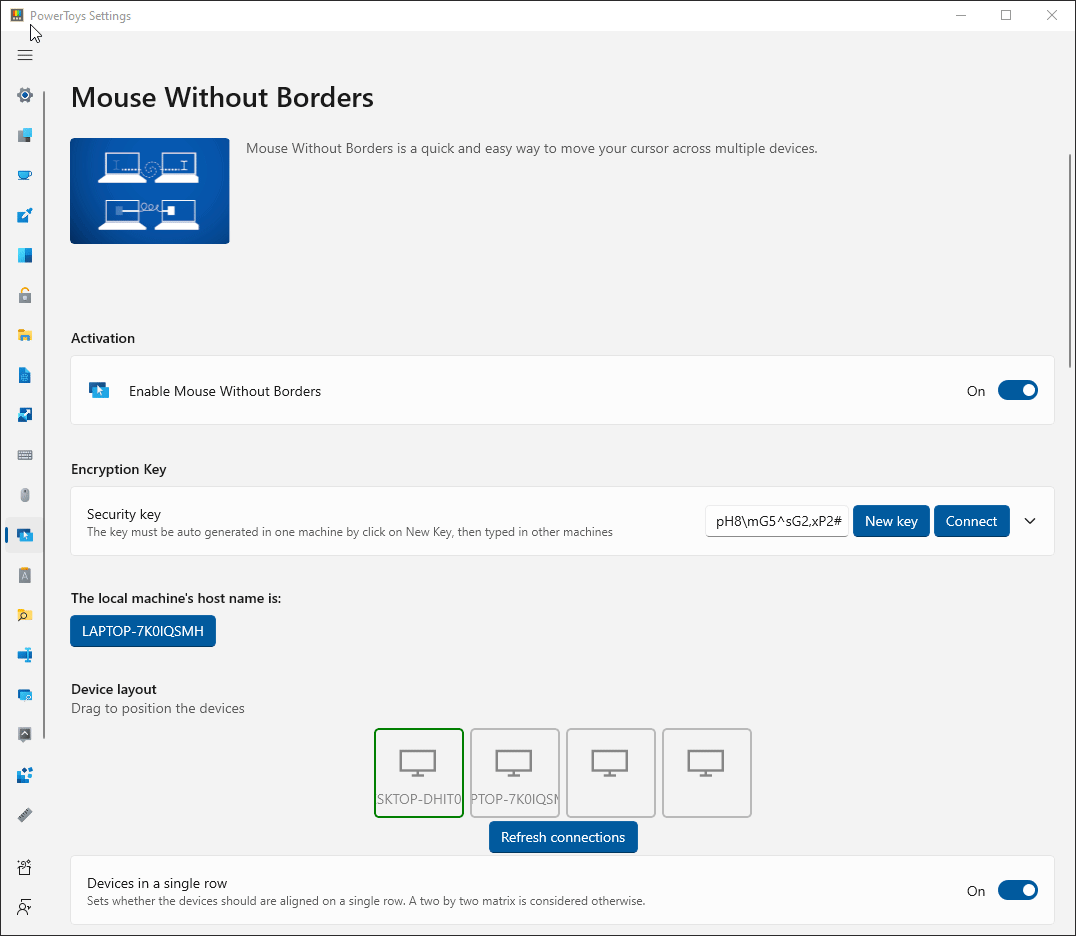 PowerToys Settings
Mouse Without Borders
Mouse Without Borders is a quick and easy way to move your cursor across multiple devices.
Activation
Enable Mouse Without Borders
On
Encryption Key
Security key
The key must be auto generated in one machine by click on New Key, then typed in other machines
pH8\mG5^sG2,xP2#
New key
Connect
The local machine's host name is:
LAPTOP-7K0IQSMH
Device layout
Drag to position the devices
SKTOP-DHIT0
PTOP-7K0IQSM
Refresh connections
Devices in a single row
Sets whether the devices should are aligned on a single row. A two by two matrix is considered otherwise.
On